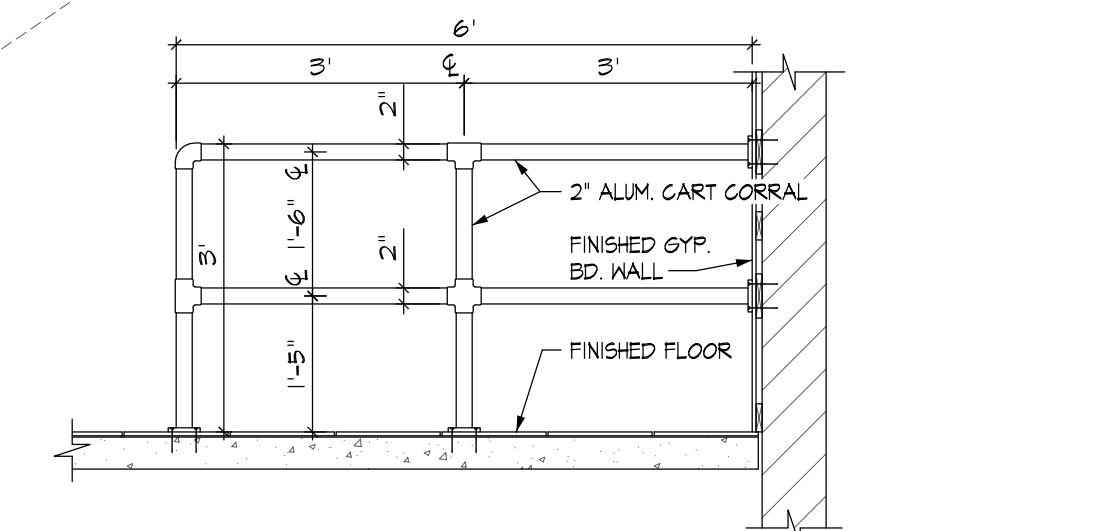 6'
3'
℄
3'
2"
2" ALUM. CART CORRAL
℄
1'-6"
3'
℄
2"
FINISHED GYP.
BD. WALL
FINISHED FLOOR
1'-5"